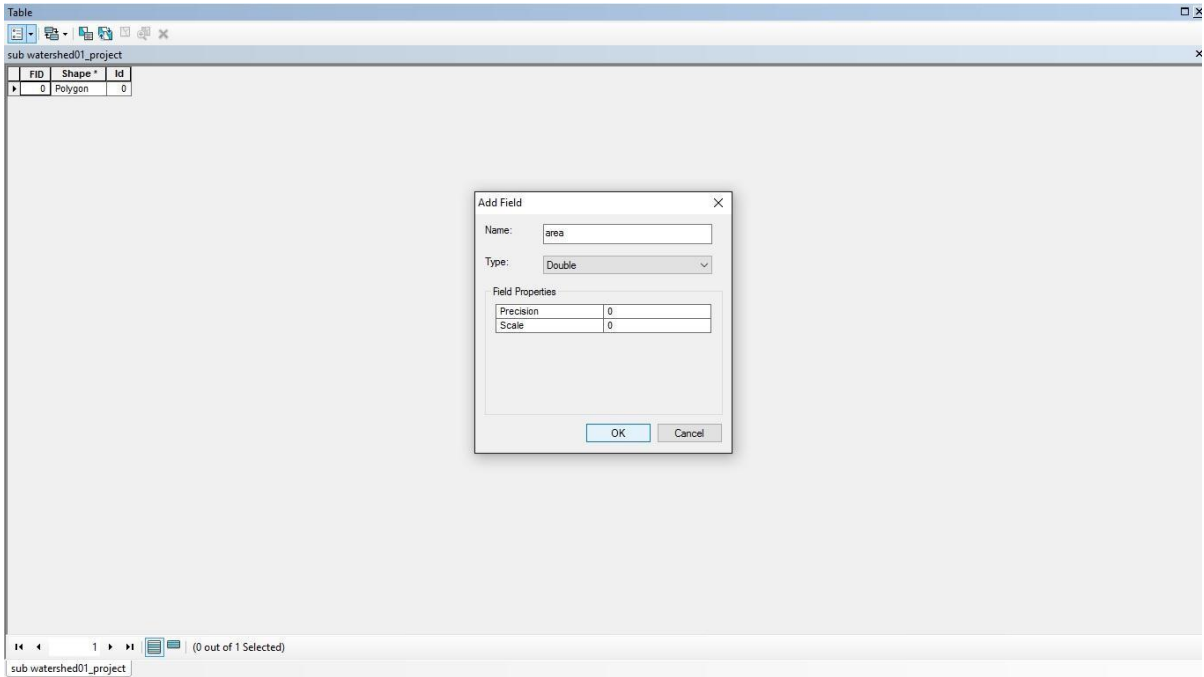 Table
sub watershed01_project
FID Shape * Id
0 Polygon 0
Add Field
Name: area
Type: Double
Field Properties
Precision 0
Scale 0
OK Cancel
1 (0 out of 1 Selected)
sub watershed01_project